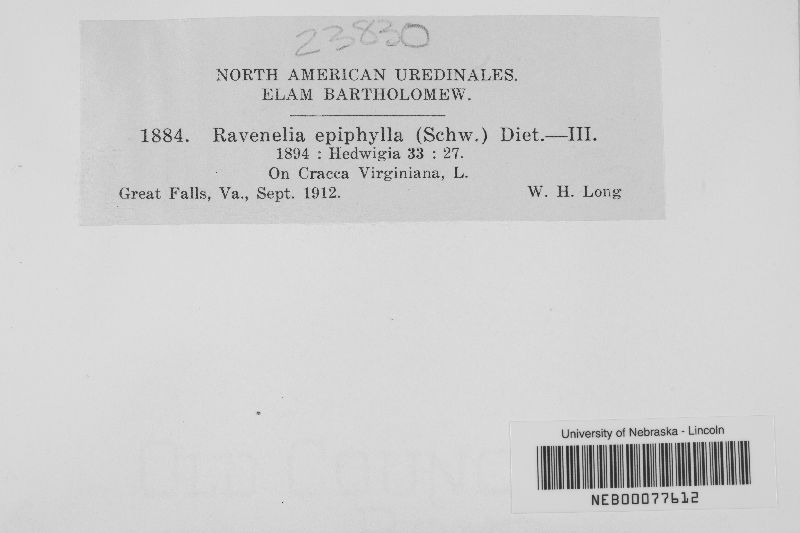 23830
NORTH AMERICAN UREDINALES.
ELAM BARTHOLOMEW.
1884. Ravenelia epiphylla (Schw.) Diet.—III.
1894 : Hedwigia 33 : 27.
On Cracca Virginiana, L.
Great Falls, Va., Sept. 1912. W. H. Long
University of Nebraska - Lincoln
NEB00077612